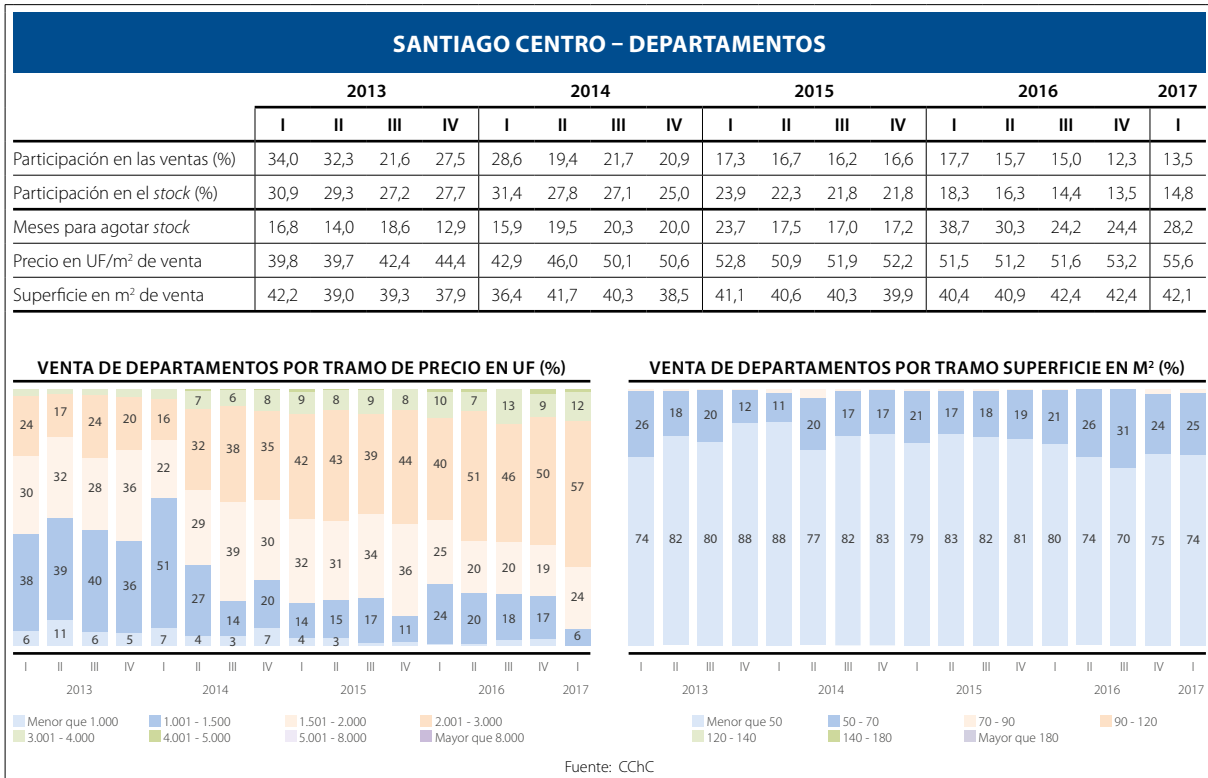 SANTIAGO CENTRO – DEPARTAMENTOS
2013 2014 2015 2016 2017
I II III IV I II III IV I II III IV I II III IV I
Participación en las ventas (%) 34,0 32,3 21,6 27,5 28,6 19,4 21,7 20,9 17,3 16,7 16,2 16,6 17,7 15,7 15,0 12,3 13,5
Participación en el stock (%) 30,9 29,3 27,2 27,7 31,4 27,8 27,1 25,0 23,9 22,3 21,8 21,8 18,3 16,3 14,4 13,5 14,8
Meses para agotar stock 16,8 14,0 18,6 12,9 15,9 19,5 20,3 20,0 23,7 17,5 17,0 17,2 38,7 30,3 24,2 24,4 28,2
Precio en UF/m² de venta 39,8 39,7 42,4 44,4 42,9 46,0 50,1 50,6 52,8 50,9 51,9 52,2 51,5 51,2 51,6 53,2 55,6
Superficie en m² de venta 42,2 39,0 39,3 37,9 36,4 41,7 40,3 38,5 41,1 40,6 40,3 39,9 40,4 40,9 42,4 42,4 42,1
VENTA DE DEPARTAMENTOS POR TRAMO DE PRECIO EN UF (%)
7 6 8 9 8 9 8 10 7 13 9 12
24 17 24 20 16 32 38 35 42 43 39 44 40 51 46 50 57
30 32 28 36 22 29 39 30 32 31 34 36 25 20 20 19 24
38 39 40 36 51 27 14 20 14 15 17 11 24 20 18 17 6
6 11 6 5 7 4 3 7 4 3
I II III IV I II III IV I II III IV I II III IV I
2013 2014 2015 2016 2017
Menor que 1.000 1.001 - 1.500 1.501 - 2.000 2.001 - 3.000
3.001 - 4.000 4.001 - 5.000 5.001 - 8.000 Mayor que 8.000
VENTA DE DEPARTAMENTOS POR TRAMO SUPERFICIE EN M² (%)
26 18 20 12 11 20 17 17 21 17 18 19 21 26 31 24 25
74 82 80 88 88 77 82 83 79 83 82 81 80 74 70 75 74
I II III IV I II III IV I II III IV I II III IV I
2013 2014 2015 2016 2017
Menor que 50 50 - 70 70 - 90 90 - 120
120 - 140 140 - 180 Mayor que 180
Fuente: CChC